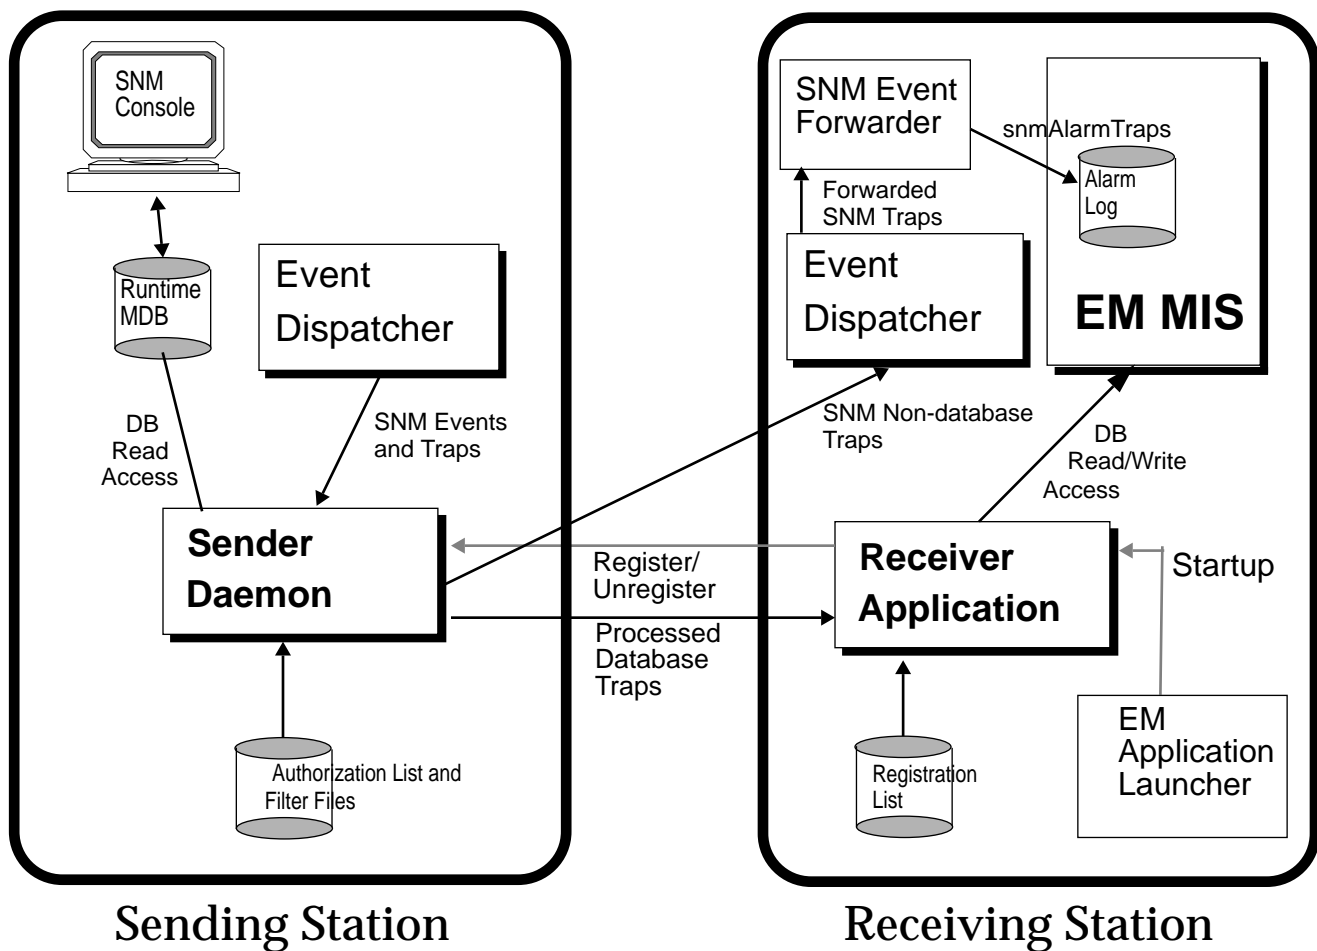 SNM
Console
Runtime
MDB
Event
Dispatcher
DB
Read
Access
SNM Events
and Traps
Sender
Daemon
Authorization List and
Filter Files
Sending Station
Register/
Unregister
Processed
Database
Traps
SNM Event
Forwarder
snmAlarmTraps
Alarm
Log
Forwarded
SNM Traps
Event
Dispatcher
EM MIS
SNM Non-database
Traps
DB
Read/Write
Access
Receiver
Application
Startup
Registration
List
EM
Application
Launcher
Receiving Station